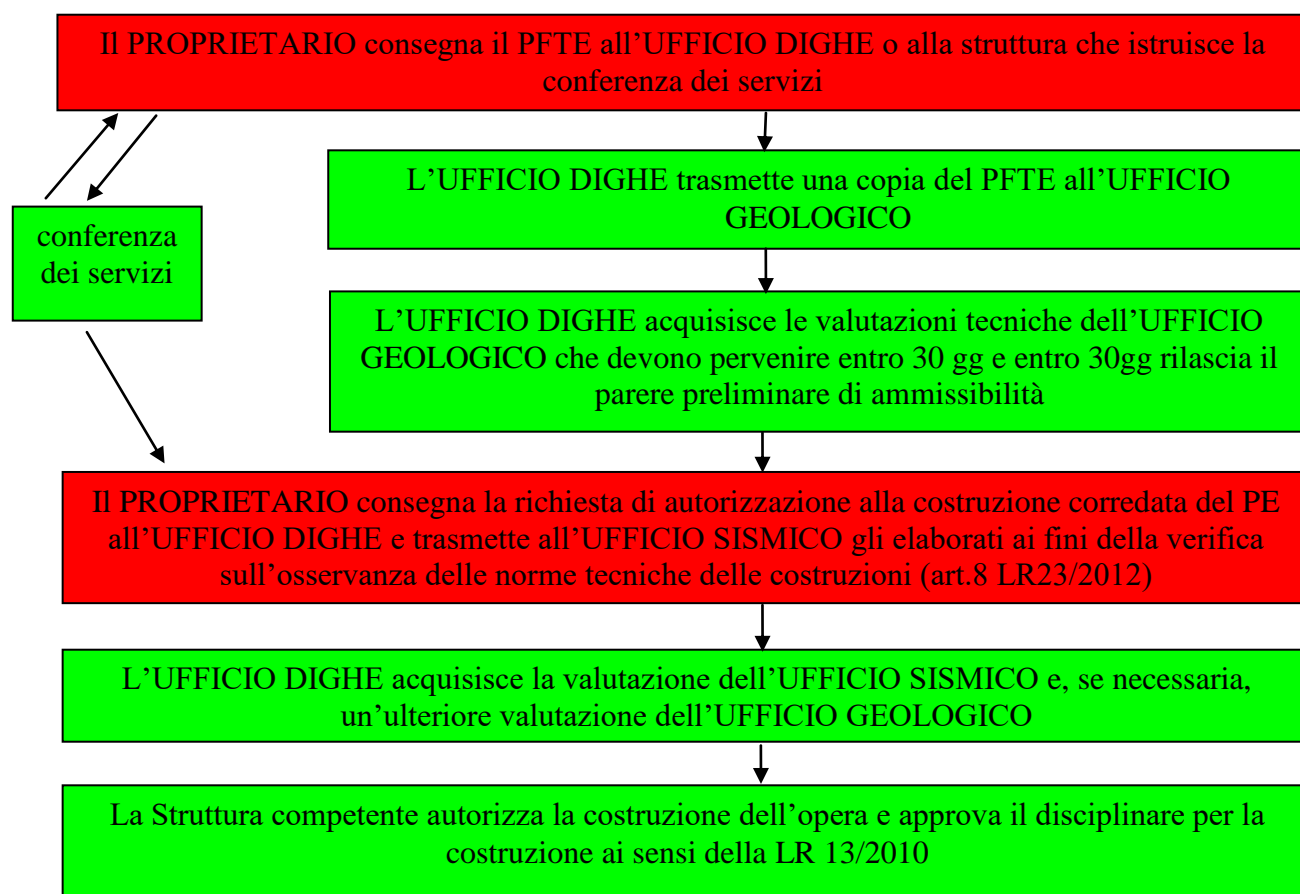 Il PROPRIETARIO consegna il PFTE all’UFFICIO DIGHE o alla struttura che istruisce la
conferenza dei servizi
L’UFFICIO DIGHE trasmette una copia del PFTE all’UFFICIO
GEOLOGICO
conferenza
dei servizi
L’UFFICIO DIGHE acquisisce le valutazioni tecniche dell’UFFICIO
GEOLOGICO che devono pervenire entro 30 gg e entro 30gg rilascia il
parere preliminare di ammissibilità
Il PROPRIETARIO consegna la richiesta di autorizzazione alla costruzione corredata del PE
all’UFFICIO DIGHE e trasmette all’UFFICIO SISMICO gli elaborati ai fini della verifica
sull’osservanza delle norme tecniche delle costruzioni (art.8 LR23/2012)
L’UFFICIO DIGHE acquisisce la valutazione dell’UFFICIO SISMICO e, se necessaria,
un’ulteriore valutazione dell’UFFICIO GEOLOGICO
La Struttura competente autorizza la costruzione dell’opera e approva il disciplinare per la
costruzione ai sensi della LR 13/2010